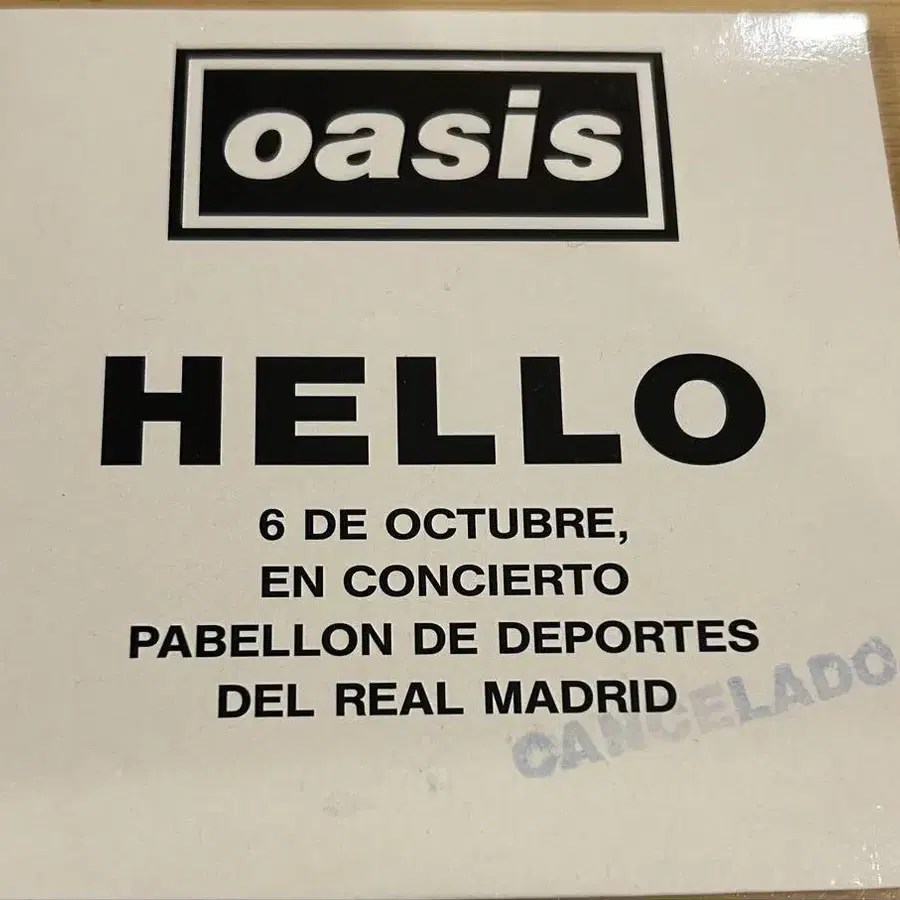 oasis
HELLO
6 DE OCTUBRE,
EN CONCIERTO
PABELLON DE DEPORTES
DEL REAL MADRID
CANCELADO